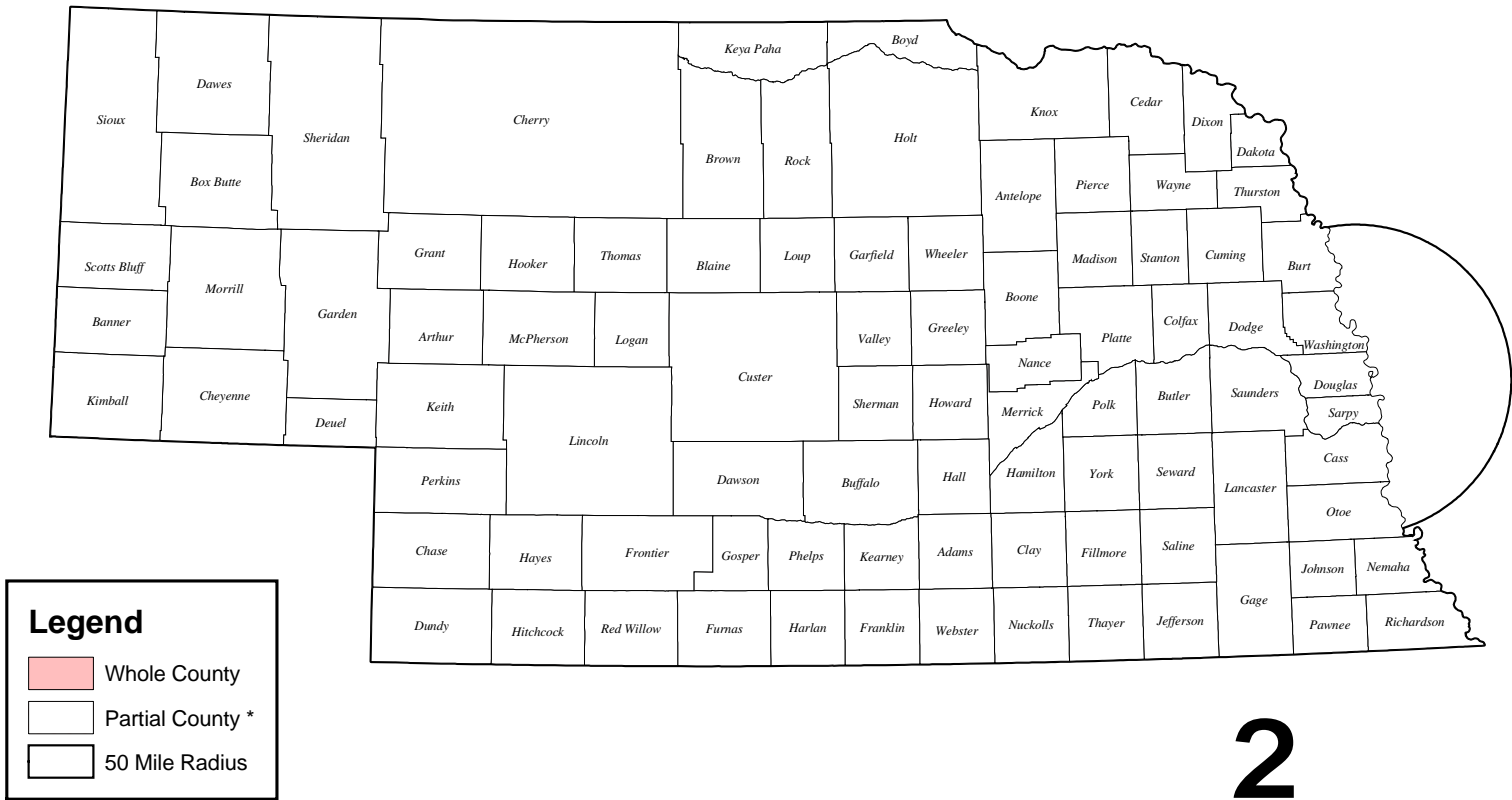 Keya Paha
Boyd
Dawes
Cedar
Knox
Sioux
Cherry
Dixon
Sheridan
Holt
Dakota
Brown
Rock
Box Butte
Pierce
Wayne
Thurston
Antelope
Grant
Hooker
Thomas
Blaine
Loup
Garfield
Wheeler
Madison
Stanton
Cuming
Scotts Bluff
Burt
Morrill
Boone
Garden
Banner
Arthur
McPherson
Logan
Valley
Greeley
Platte
Colfax
Dodge
Washington
Nance
Custer
Douglas
Kimball
Cheyenne
Keith
Sherman
Howard
Merrick
Polk
Butler
Saunders
Sarpy
Deuel
Lincoln
Cass
Perkins
Dawson
Buffalo
Hall
Hamilton
York
Seward
Lancaster
Otoe
Chase
Hayes
Frontier
Gosper
Phelps
Kearney
Adams
Clay
Fillmore
Saline
Johnson
Nemaha
Gage
Dundy
Hitchcock
Red Willow
Furnas
Harlan
Franklin
Webster
Nuckolls
Thayer
Jefferson
Pawnee
Richardson
Legend
Whole County
Partial County *
50 Mile Radius
2